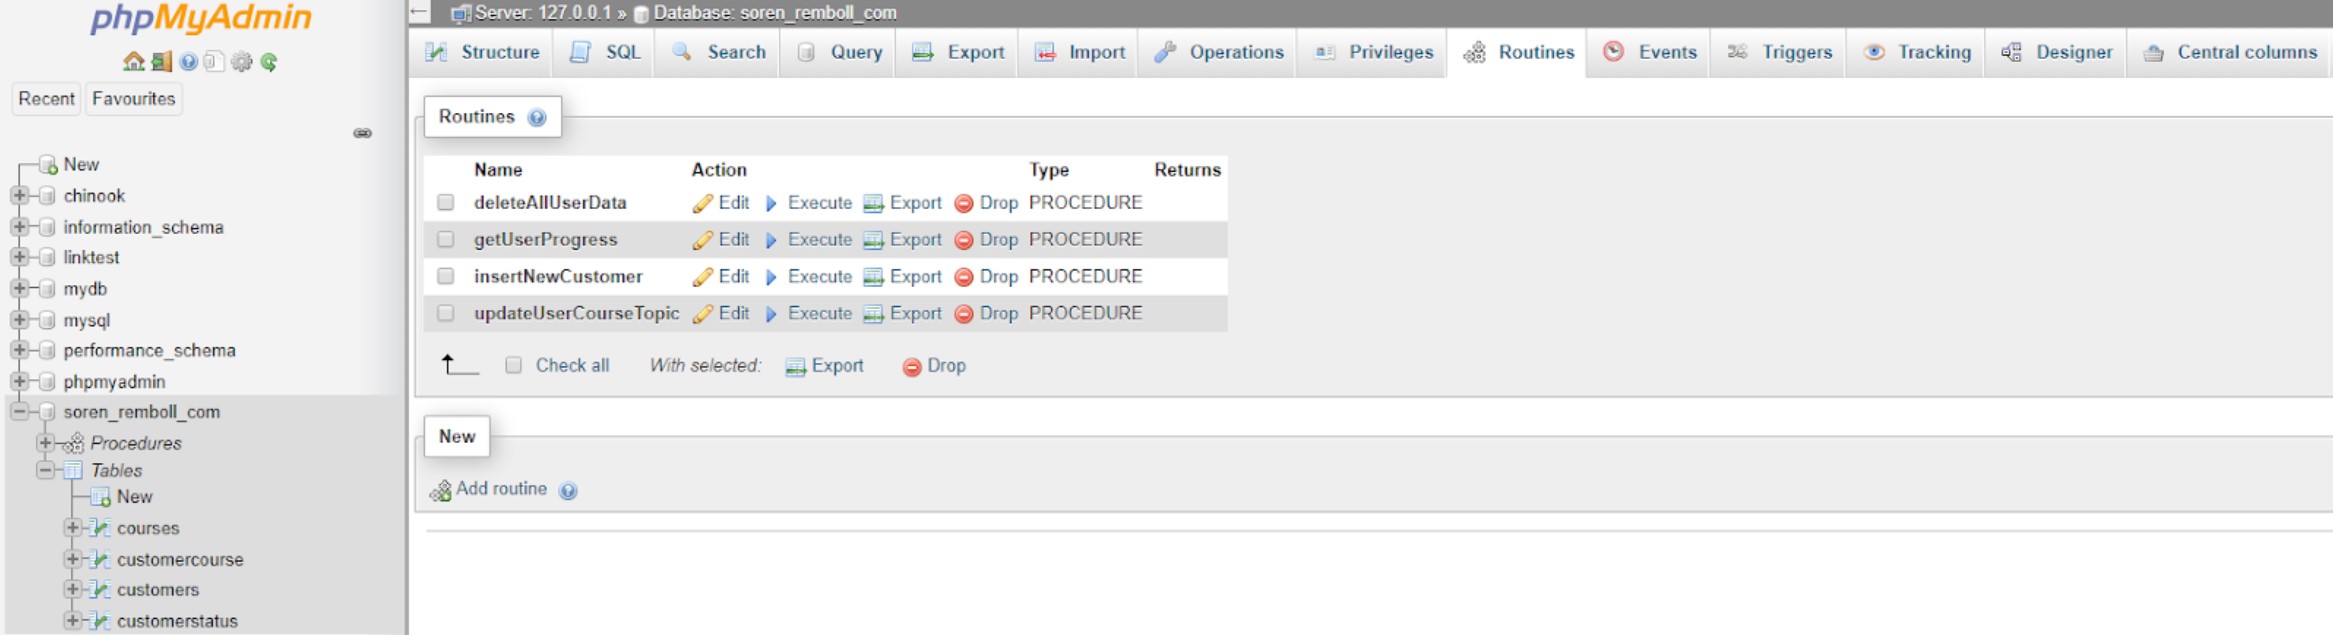 phpMyAdmin
Recent Favourites
New
chinook
information_schema
linktest
mydb
mysql
performance_schema
phpmyadmin
soren_remboll_com
Procedures
Tables
New
courses
customercourse
customers
customerstatus
Server: 127.0.0.1 » Database: soren_remboll_com
Structure SQL Search Query Export Import Operations Privileges Routines Events Triggers Tracking Designer Central columns
Routines
Name Action Type Returns
deleteAllUserData Edit Execute Export Drop PROCEDURE
getUserProgress Edit Execute Export Drop PROCEDURE
insertNewCustomer Edit Execute Export Drop PROCEDURE
updateUserCourseTopic Edit Execute Export Drop PROCEDURE
Check all With selected: Export Drop
New
Add routine